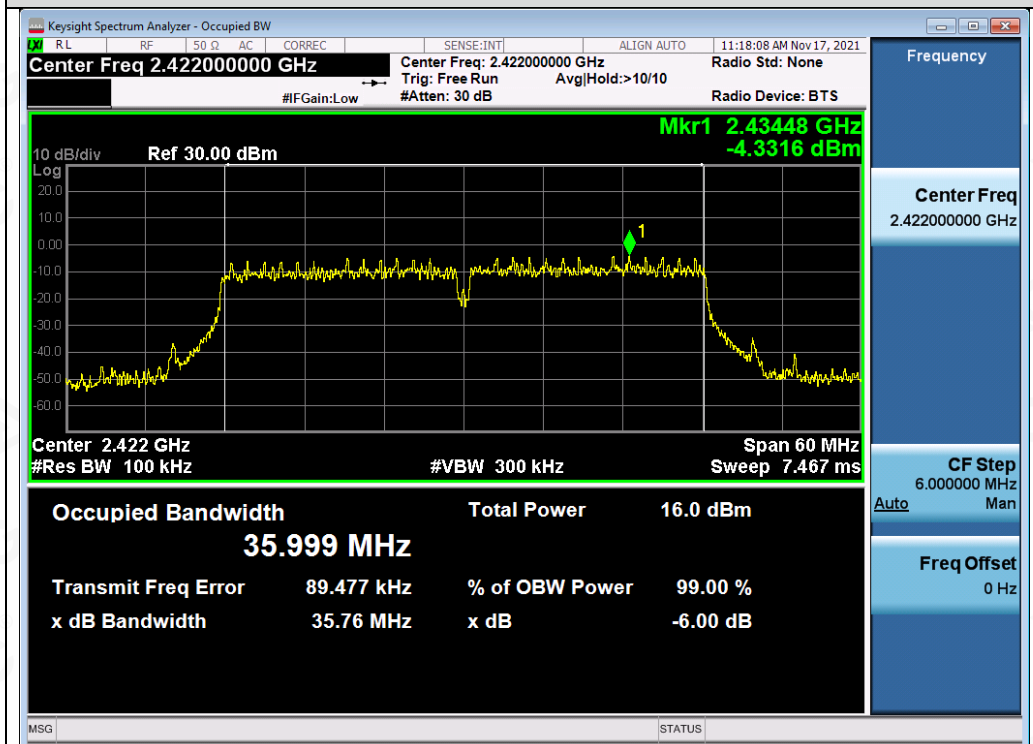 Keysight Spectrum Analyzer - Occupied BW
LXI RL RF 50 Ω AC CORREC SENSE:INT ALIGN AUTO 11:18:08 AM Nov 17, 2021
Center Freq 2.422000000 GHz Center Freq: 2.422000000 GHz Radio Std: None
Trig: Free Run Avg|Hold:>10/10
#IFGain:Low #Atten: 30 dB Radio Device: BTS
Frequency
Mkr1 2.43448 GHz
10 dB/div Ref 30.00 dBm -4.3316 dBm
Log
20.0
10.0
0.00
1
-10.0
-20.0
-30.0
-40.0
-50.0
-60.0
Center 2.422 GHz Span 60 MHz
#Res BW 100 kHz #VBW 300 kHz Sweep 7.467 ms
Center Freq
2.422000000 GHz
CF Step
6.000000 MHz
Auto Man
Freq Offset
0 Hz
Occupied Bandwidth Total Power 16.0 dBm
35.999 MHz
Transmit Freq Error 89.477 kHz % of OBW Power 99.00 %
x dB Bandwidth 35.76 MHz x dB -6.00 dB
MSG STATUS